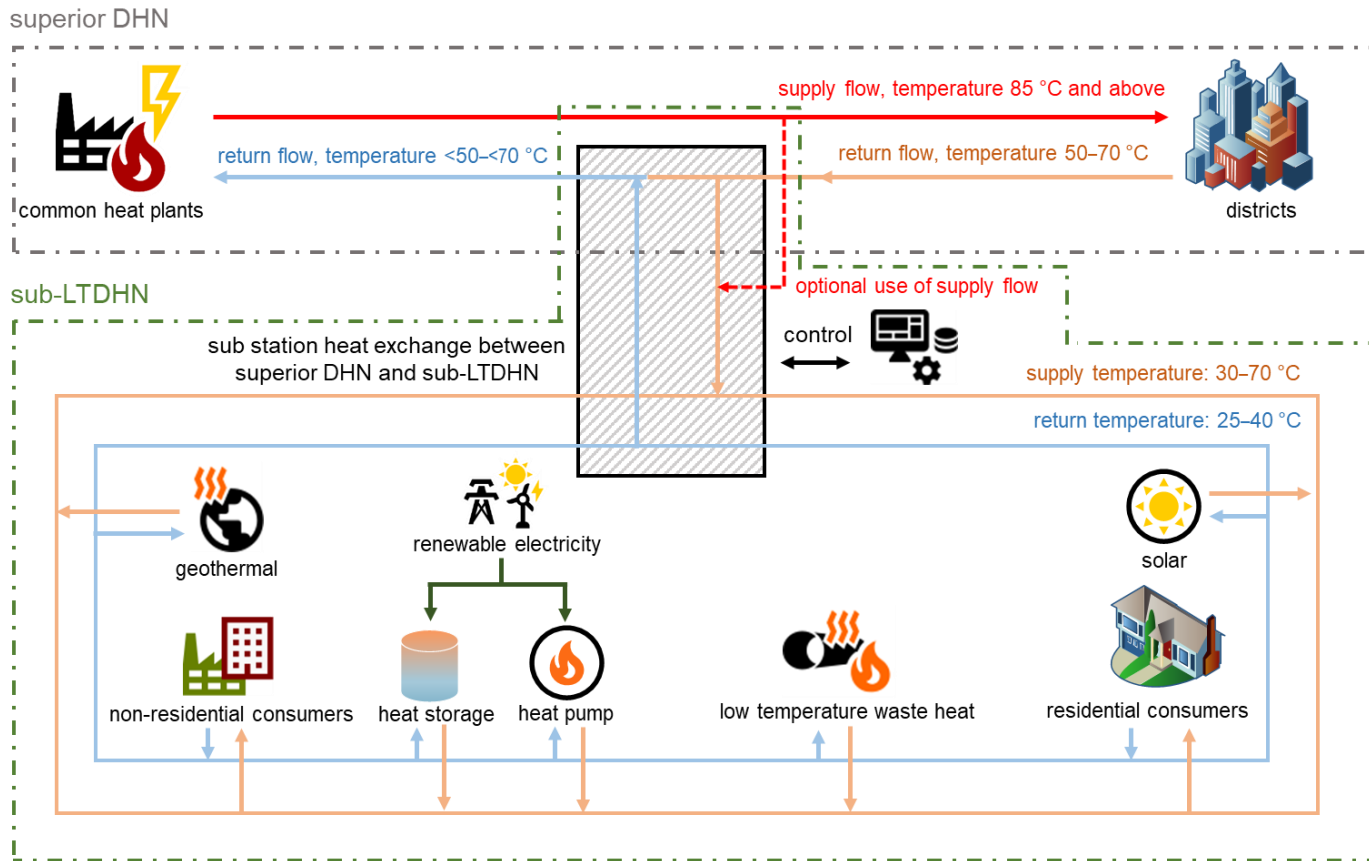 superior DHN
supply flow, temperature 85 °C and above
return flow, temperature <50–<70 °C
return flow, temperature 50–70 °C
common heat plants
districts
sub-LTDHN
optional use of supply flow
sub station heat exchange between
superior DHN and sub-LTDHN
control
supply temperature: 30–70 °C
return temperature: 25–40 °C
geothermal
renewable electricity
solar
non-residential consumers
heat storage
heat pump
low temperature waste heat
residential consumers